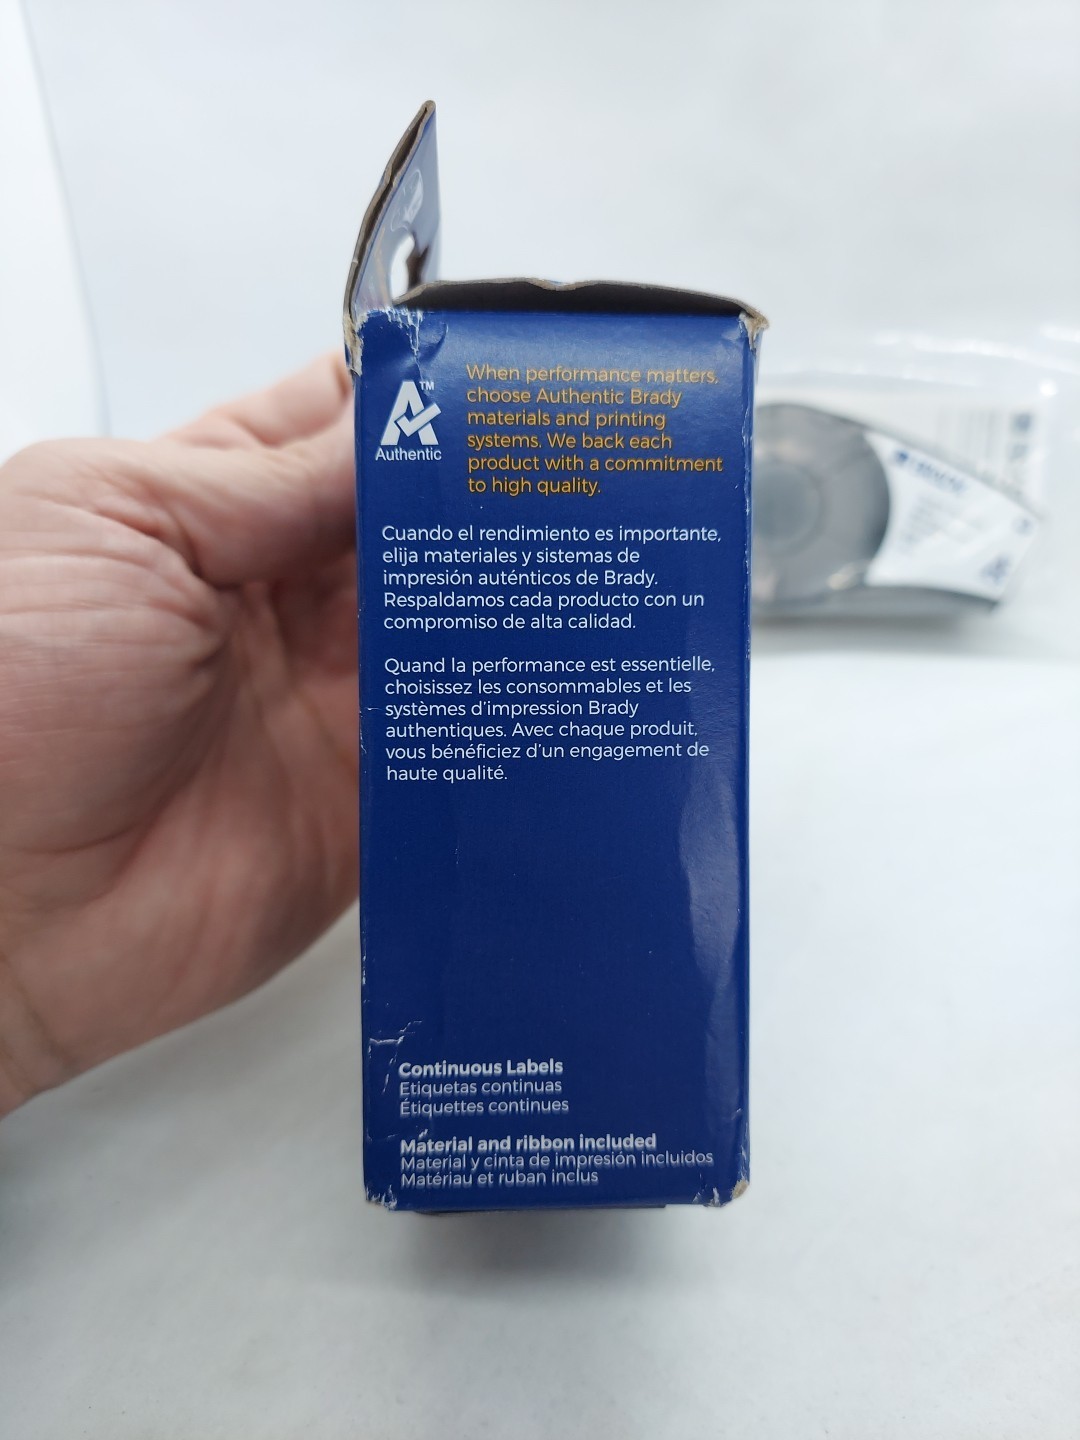 TM
Authentic
When performance matters,
choose Authentic Brady
materials and printing
systems. We back each
product with a commitment
to high quality.
Cuando el rendimiento es importante,
elija materiales y sistemas de
impresión auténticos de Brady.
Respaldamos cada producto con un
compromiso de alta calidad.
Quand la performance est essentielle,
choisissez les consommables et les
systèmes d'impression Brady
authentiques. Avec chaque produit,
vous bénéficiez d'un engagement de
haute qualité.
Continuous Labels
Etiquetas continuas
Étiquettes continues
Material and ribbon included
Material y cinta de impresión incluidos
Matériau et ruban inclus